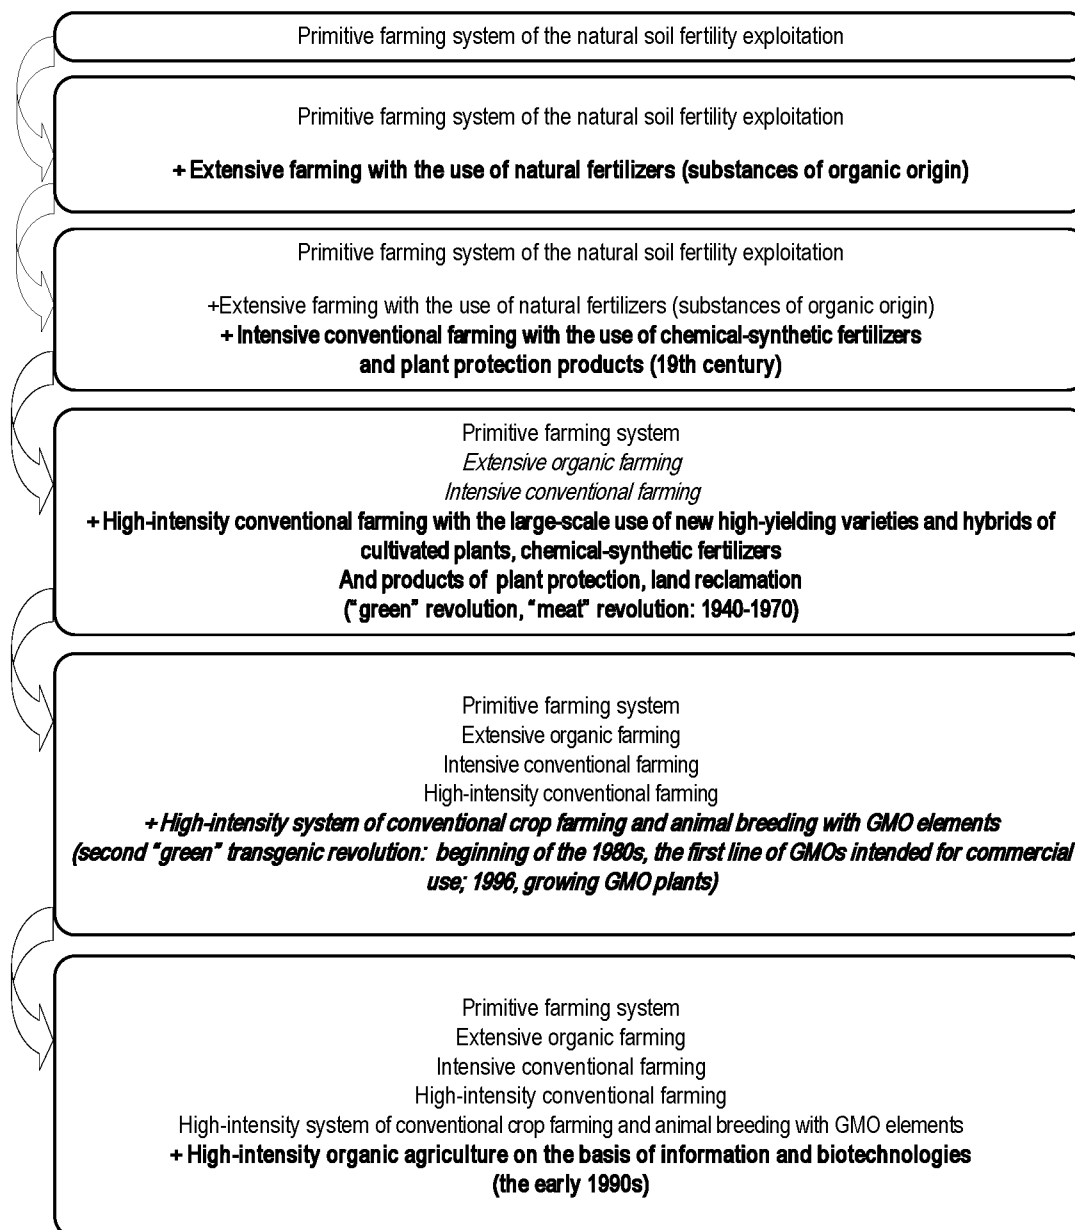 Primitive farming system of the natural soil fertility exploitation
Primitive farming system of the natural soil fertility exploitation
+ Extensive farming with the use of natural fertilizers (substances of organic origin)
Primitive farming system of the natural soil fertility exploitation
+Extensive farming with the use of natural fertilizers (substances of organic origin)
+ Intensive conventional farming with the use of chemical-synthetic fertilizers
and plant protection products (19th century)
Primitive farming system
Extensive organic farming
Intensive conventional farming
+ High-intensity conventional farming with the large-scale use of new high-yielding varieties and hybrids of
cultivated plants, chemical-synthetic fertilizers
And products of plant protection, land reclamation
("green" revolution, "meat" revolution: 1940-1970)
Primitive farming system
Extensive organic farming
Intensive conventional farming
High-intensity conventional farming
+ High-intensity system of conventional crop farming and animal breeding with GMO elements
(second "green" transgenic revolution: beginning of the 1980s, the first line of GMOs intended for commercial
use; 1996, growing GMO plants)
Primitive farming system
Extensive organic farming
Intensive conventional farming
High-intensity conventional farming
High-intensity system of conventional crop farming and animal breeding with GMO elements
+ High-intensity organic agriculture on the basis of information and biotechnologies
(the early 1990s)